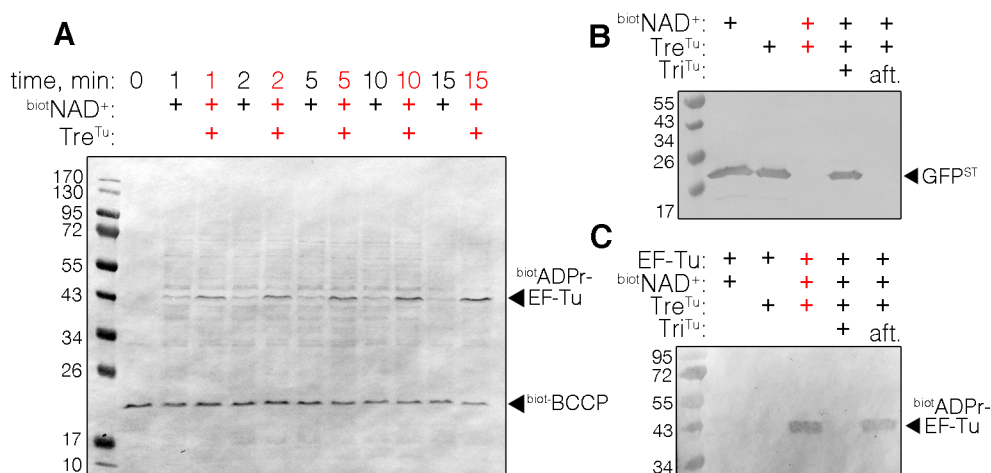 A
time, min: 0 1 1 2 2 5 5 10 10 15 15
biotNAD+: + + + + + + + + + +
TreTu: + + + + +
170
130
95
72
55
43
34
26
17
10
biotADPr-
EF-Tu
biot-BCCP
B
biotNAD+: + + + +
TreTu: + + + +
TriTu: + aft.
55
43
34
26
17
GFPST
C
EF-Tu: + + + + +
biotNAD+: + + + +
TreTu: + + + +
TriTu: + aft.
95
72
55
43
34
biotADPr-
EF-Tu